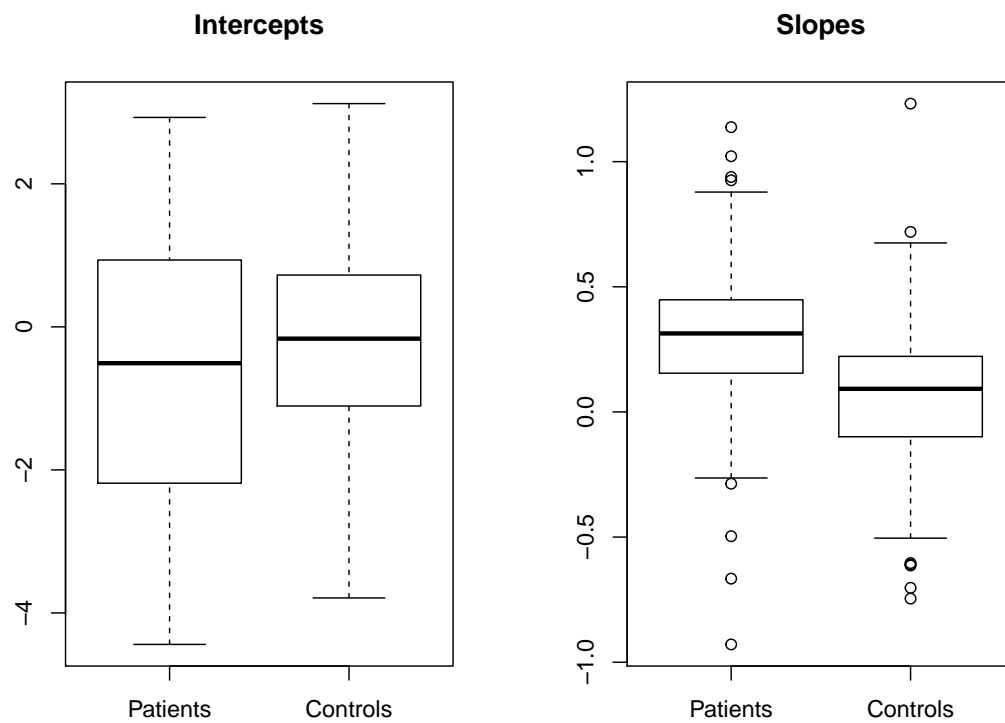 Intercepts
2
0
−2
−4
Patients Controls
Slopes
1.0
0.5
0.0
−0.5
−1.0
Patients Controls